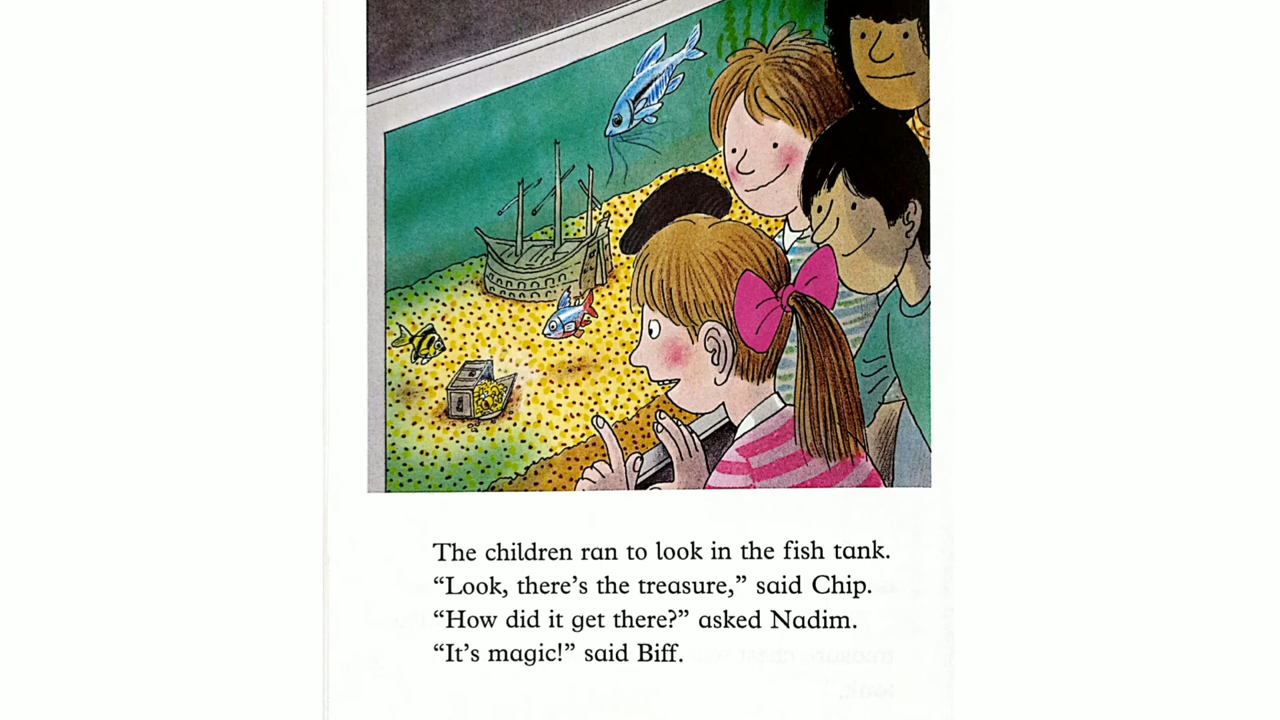 The children ran to look in the fish tank.
“Look, there’s the treasure,” said Chip.
“How did it get there?” asked Nadim.
“It’s magic!” said Biff.